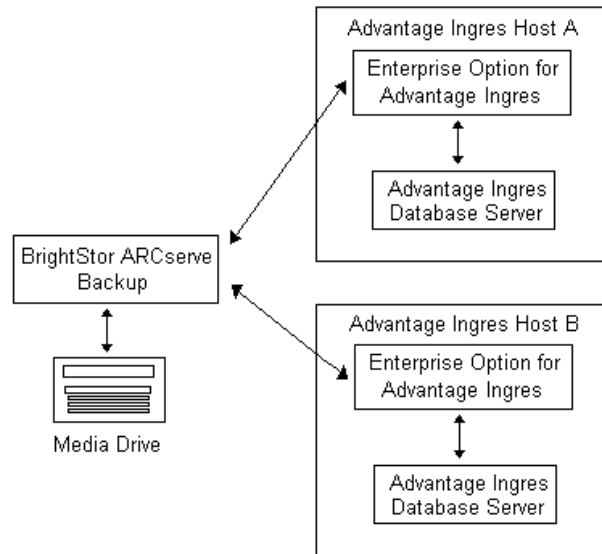 Advantage Ingres Host A
Enterprise Option for
Advantage Ingres
Advantage Ingres
Database Server
BrightStor ARCserve
Backup
Media Drive
Advantage Ingres Host B
Enterprise Option for
Advantage Ingres
Advantage Ingres
Database Server